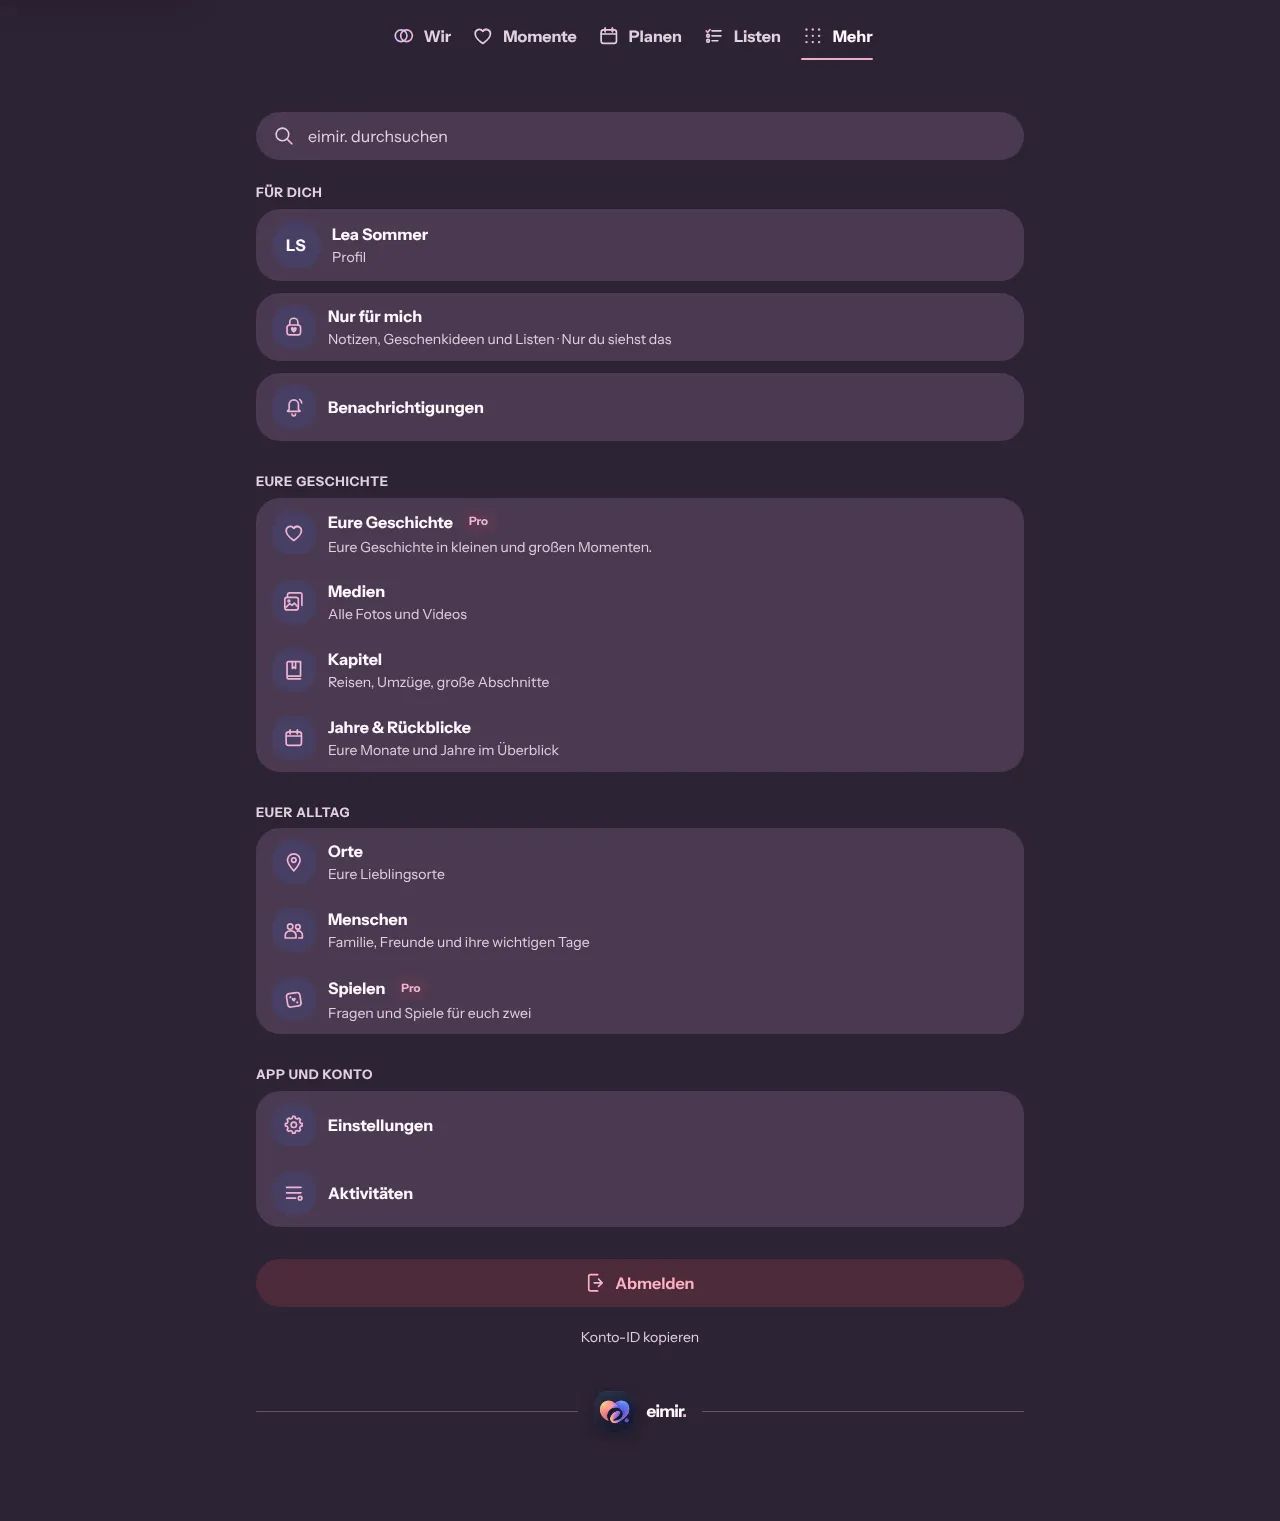 Wir Momente Planen Listen Mehr
eimir. durchsuchen
FÜR DICH
LS
Lea Sommer
Profil
Nur für mich
Notizen, Geschenkideen und Listen · Nur du siehst das
Benachrichtigungen
EURE GESCHICHTE
Eure Geschichte Pro
Eure Geschichte in kleinen und großen Momenten.
Medien
Alle Fotos und Videos
Kapitel
Reisen, Umzüge, große Abschnitte
Jahre & Rückblicke
Eure Monate und Jahre im Überblick
EUER ALLTAG
Orte
Eure Lieblingsorte
Menschen
Familie, Freunde und ihre wichtigen Tage
Spielen Pro
Fragen und Spiele für euch zwei
APP UND KONTO
Einstellungen
Aktivitäten
Abmelden
Konto-ID kopieren
eimir.